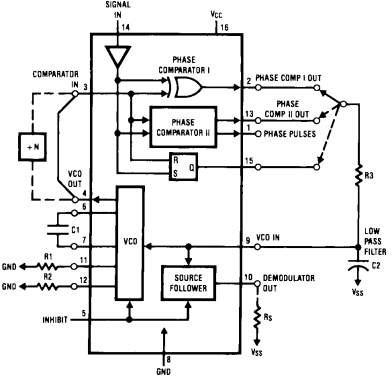 SIGNAL
IN
VCC
14
16
PHASE
COMPARATOR I
COMPARATOR
IN
3
2 PHASE COMP I OUT
PHASE
COMPARATOR II
13 PHASE
COMP II OUT
1 PHASE PULSES
÷N
R
S
Q
15
R3
VCO
OUT
4
6
C1
7
VCO
9 VCO IN
LOW
PASS
FILTER
C2
VSS
GND R1 11
GND R2 12
SOURCE
FOLLOWER
10 DEMODULATOR
OUT
RS
VSS
INHIBIT 5
8
GND